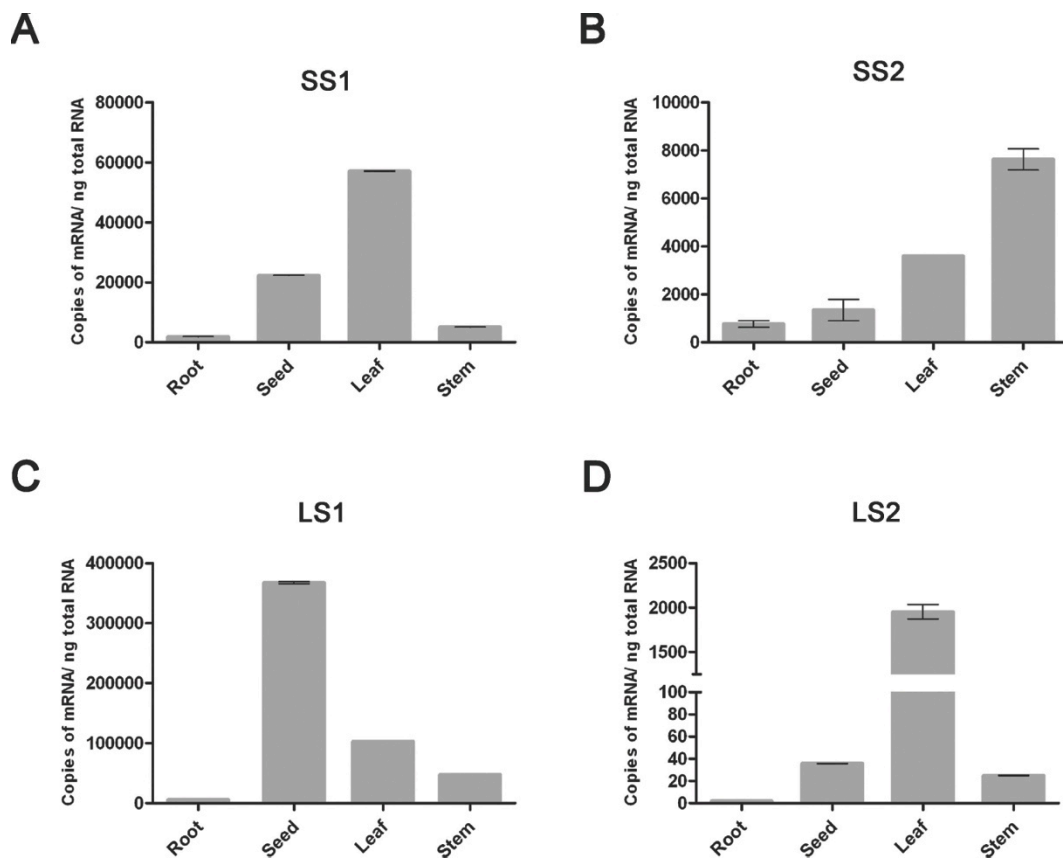 A
SS1
Copies of mRNA/ ng total RNA
80000
60000
40000
20000
0
Root
Seed
Leaf
Stem
B
SS2
Copies of mRNA/ ng total RNA
10000
8000
6000
4000
2000
0
Root
Seed
Leaf
Stem
C
LS1
Copies of mRNA/ ng total RNA
400000
300000
200000
100000
0
Root
Seed
Leaf
Stem
D
LS2
Copies of mRNA/ ng total RNA
2500
2000
1500
100
80
60
40
20
0
Root
Seed
Leaf
Stem